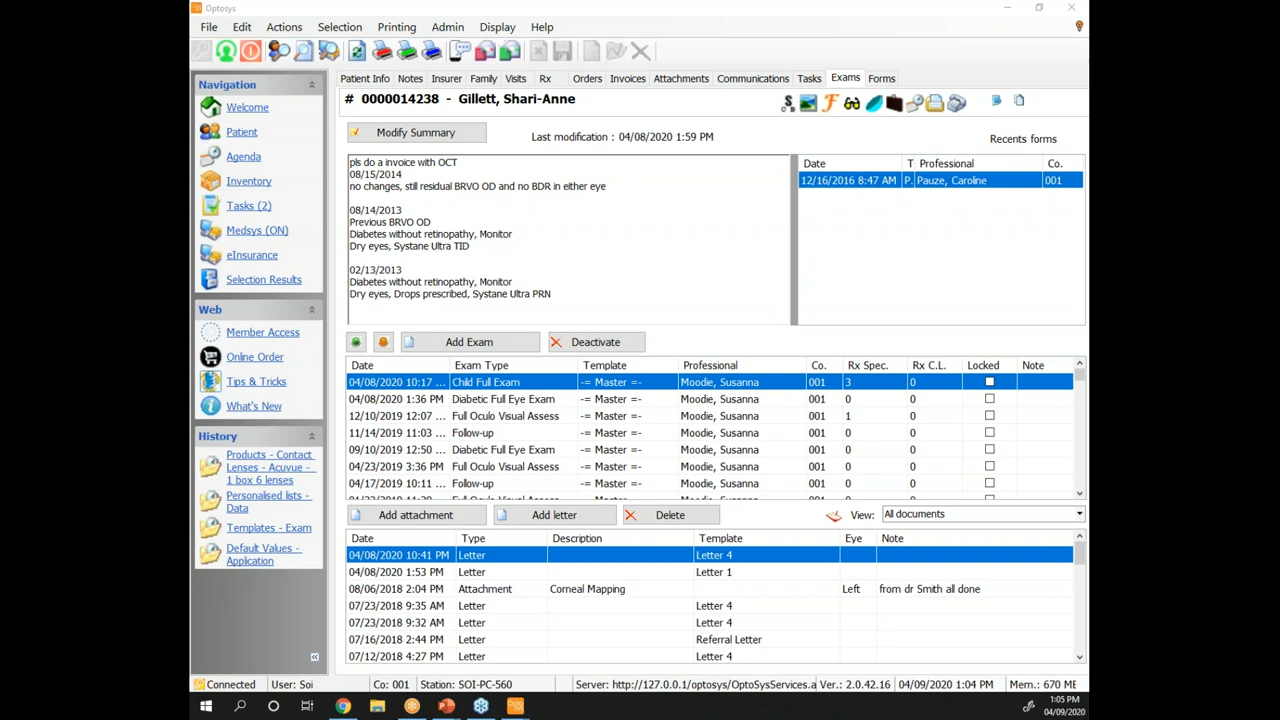 Optosys
File Edit Actions Selection Printing Admin Display Help
Navigation
Welcome
Patient
Agenda
Inventory
Tasks (2)
Medsys (ON)
eInsurance
Selection Results
Web
Member Access
Online Order
Tips & Tricks
What's New
History
Products - Contact
Lenses - Acuvue -
1 box 6 lenses
Personalised lists -
Data
Templates - Exam
Default Values -
Application
Patient Info Notes Insurer Family Visits Rx Orders Invoices Attachments Communications Tasks Exams Forms
# 0000014238 - Gillett, Shari-Anne
Modify Summary Last modification : 04/08/2020 1:59 PM Recents forms
pls do a invoice with OCT
08/15/2014
no changes, still residual BRVO OD and no BDR in either eye
08/14/2013
Previous BRVO OD
Diabetes without retinopathy, Monitor
Dry eyes, Systane Ultra TID
02/13/2013
Diabetes without retinopathy, Monitor
Dry eyes, Drops prescribed, Systane Ultra PRN
Date T Professional Co.
12/16/2016 8:47 AM P. Pauze, Caroline 001
Add Exam Deactivate
Date Exam Type Template Professional Co. Rx Spec. Rx C.L. Locked Note
04/08/2020 10:17 ... Child Full Exam -= Master =- Moodie, Susanna 001 3 0
04/08/2020 1:36 PM Diabetic Full Eye Exam -= Master =- Moodie, Susanna 001 0 0
12/10/2019 12:07 ... Full Oculo Visual Assess -= Master =- Moodie, Susanna 001 1 0
11/14/2019 11:03 ... Follow-up -= Master =- Moodie, Susanna 001 0 0
09/10/2019 12:50 ... Diabetic Full Eye Exam -= Master =- Moodie, Susanna 001 0 0
04/23/2019 3:36 PM Full Oculo Visual Assess -= Master =- Moodie, Susanna 001 0 0
04/17/2019 10:11 ... Follow-up -= Master =- Moodie, Susanna 001 0 0
Add attachment Add letter Delete View: All documents
Date Type Description Template Eye Note
04/08/2020 10:41 PM Letter Letter 4
04/08/2020 1:53 PM Letter Letter 1
08/06/2018 2:04 PM Attachment Corneal Mapping Left from dr Smith all done
07/23/2018 9:35 AM Letter Letter 4
07/23/2018 9:32 AM Letter Letter 4
07/16/2018 2:44 PM Letter Referral Letter
07/12/2018 4:27 PM Letter Letter 4
Connected User: Soi Co: 001 Station: SOI-PC-560 Server: http://127.0.0.1/optosys/OptoSysServices.a Ver.: 2.0.42.16 04/09/2020 1:04 PM Mem.: 670 ME
1:05 PM
04/09/2020